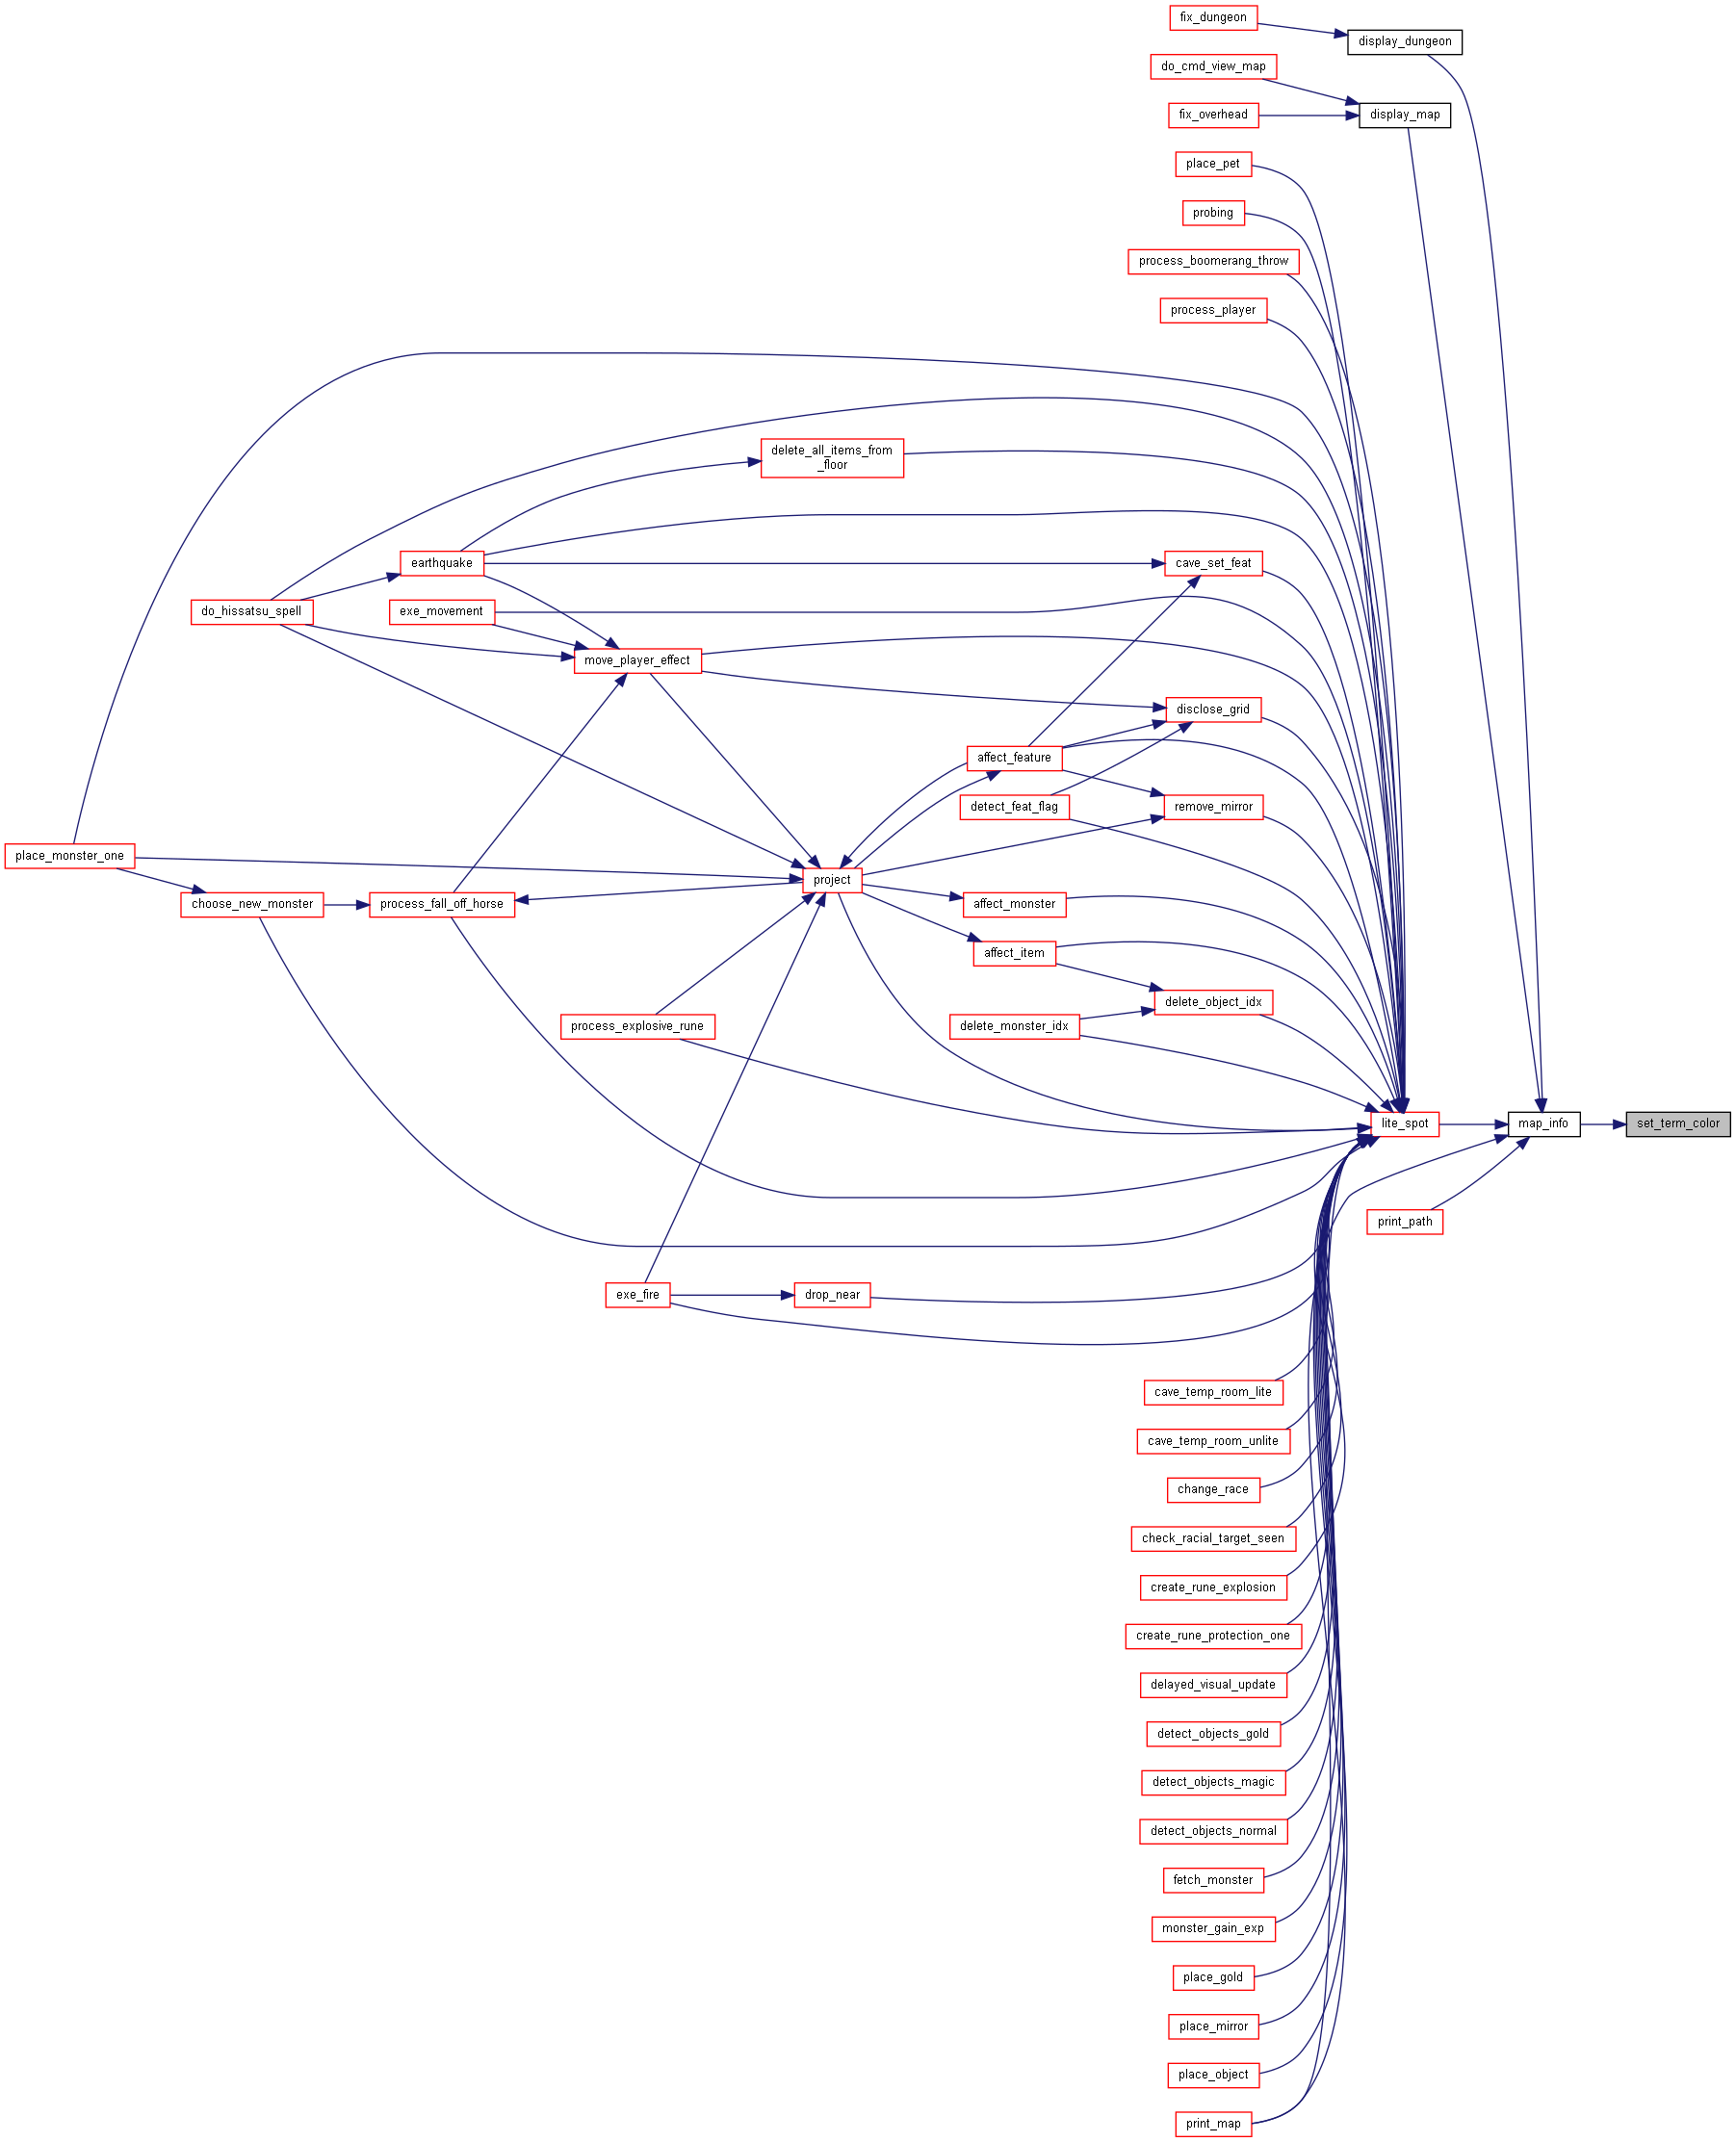 fix_dungeon
display_dungeon
do_cmd_view_map
fix_overhead
display_map
place_pet
probing
process_boomerang_throw
process_player
delete_all_items_from
_floor
earthquake
cave_set_feat
do_hissatsu_spell
exe_movement
move_player_effect
disclose_grid
affect_feature
detect_feat_flag
remove_mirror
place_monster_one
project
choose_new_monster
process_fall_off_horse
affect_monster
affect_item
delete_object_idx
process_explosive_rune
delete_monster_idx
lite_spot
map_info
set_term_color
print_path
exe_fire
drop_near
cave_temp_room_lite
cave_temp_room_unlite
change_race
check_racial_target_seen
create_rune_explosion
create_rune_protection_one
delayed_visual_update
detect_objects_gold
detect_objects_magic
detect_objects_normal
fetch_monster
monster_gain_exp
place_gold
place_mirror
place_object
print_map